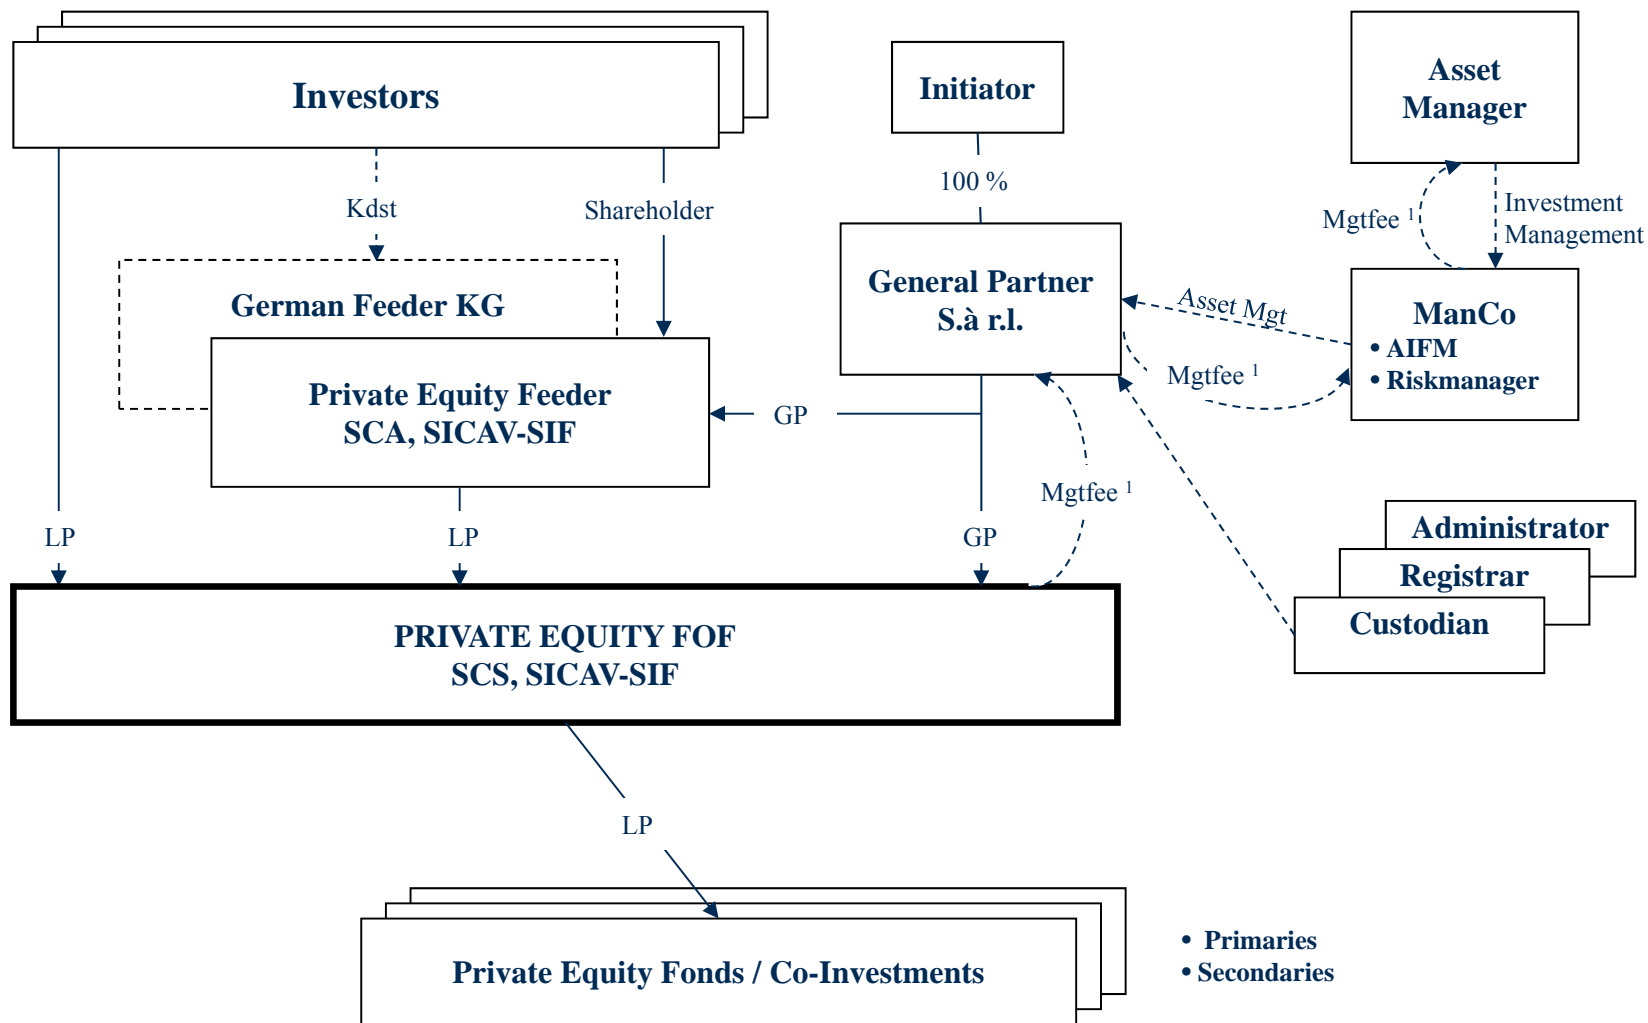 Investors
Initiator
Asset
Manager
100 %
Kdst
Shareholder
Mgtfee 1
Investment
Management
German Feeder KG
General Partner
S.à r.l.
Asset Mgt
ManCo
• AIFM
• Riskmanager
Mgtfee 1
Private Equity Feeder
SCA, SICAV-SIF
GP
Mgtfee 1
LP
LP
GP
Administrator
Registrar
Custodian
PRIVATE EQUITY FOF
SCS, SICAV-SIF
LP
Private Equity Fonds / Co-Investments
• Primaries
• Secondaries